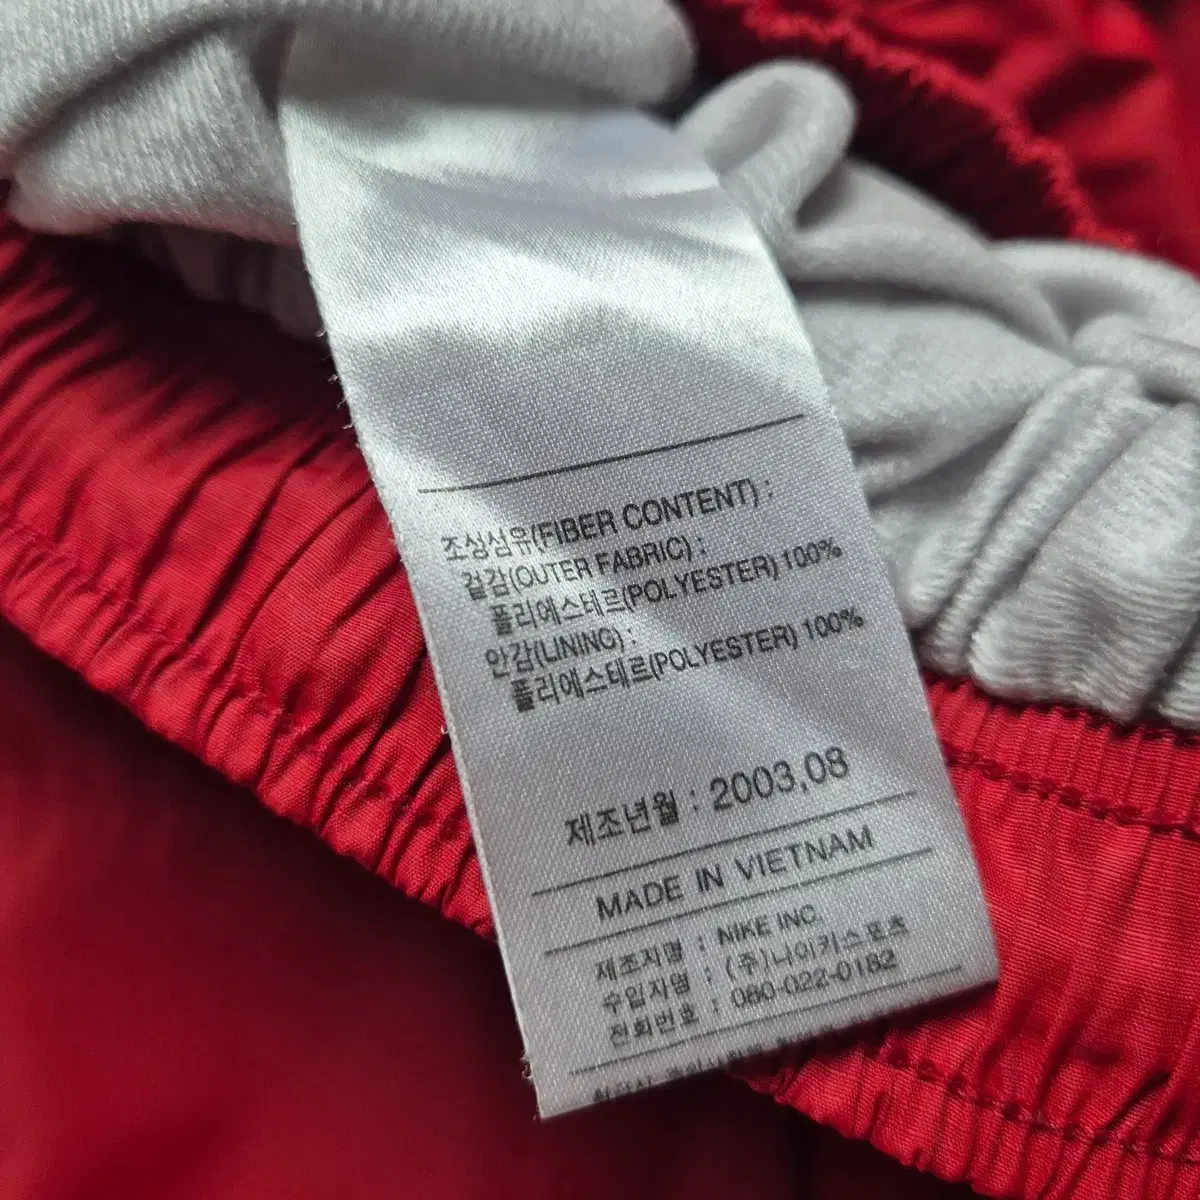 조성섬유(FIBER CONTENT) :
겉감(OUTER FABRIC) :
폴리에스테르(POLYESTER) 100%
안감(LINING) :
폴리에스테르(POLYESTER) 100%
제조년월 : 2003,08
MADE IN VIETNAM
제조자명 : NIKE INC.
수입자명 : (주)나이키스포츠
전화번호 : 080-022-0182